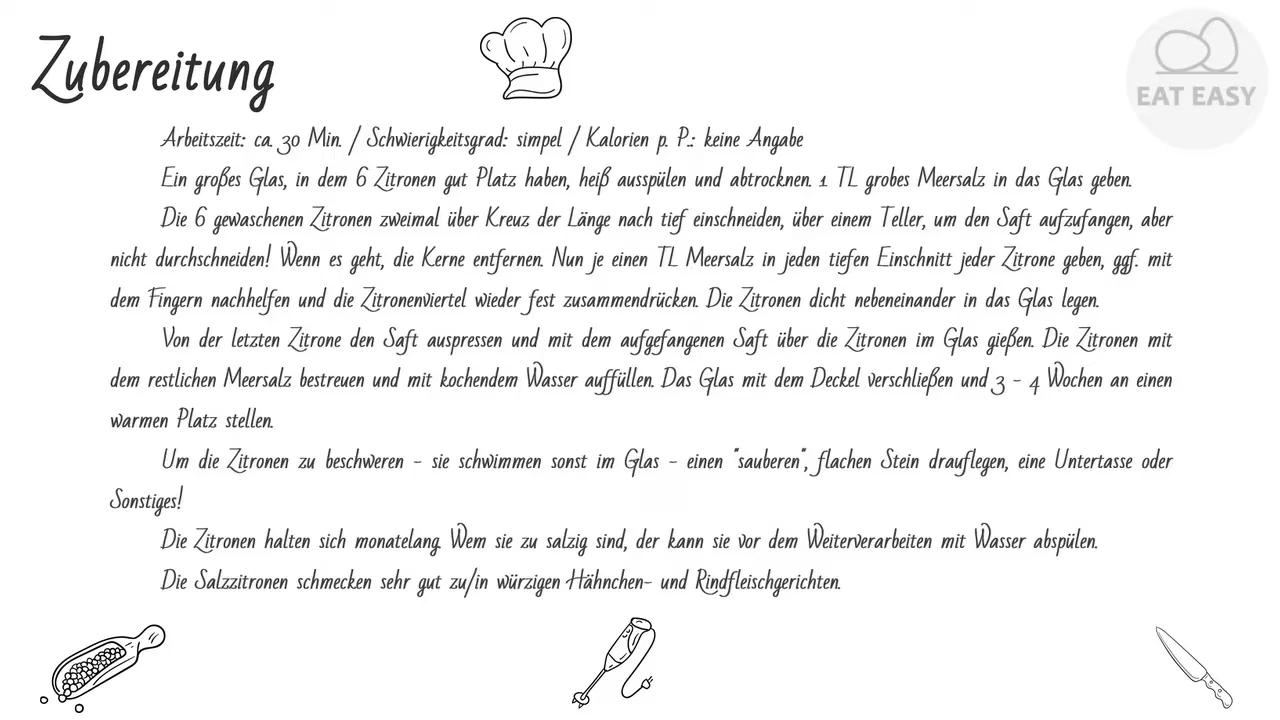 Zubereitung
EAT EASY
Arbeitszeit: ca. 30 Min. / Schwierigkeitsgrad: simpel / Kalorien p. P.: keine Angabe
Ein großes Glas, in dem 6 Zitronen gut Platz haben, heiß ausspülen und abtrocknen. 1 TL grobes Meersalz in das Glas geben.
Die 6 gewaschenen Zitronen zweimal über Kreuz der Länge nach tief einschneiden, über einem Teller, um den Saft aufzufangen, aber
nicht durchschneiden! Wenn es geht, die Kerne entfernen. Nun je einen TL Meersalz in jeden tiefen Einschnitt jeder Zitrone geben, ggf. mit
dem Fingern nachhelfen und die Zitronenviertel wieder fest zusammendrücken. Die Zitronen dicht nebeneinander in das Glas legen.
Von der letzten Zitrone den Saft auspressen und mit dem aufgefangenen Saft über die Zitronen im Glas gießen. Die Zitronen mit
dem restlichen Meersalz bestreuen und mit kochendem Wasser auffüllen. Das Glas mit dem Deckel verschließen und 3 - 4 Wochen an einen
warmen Platz stellen.
Um die Zitronen zu beschweren - sie schwimmen sonst im Glas - einen "sauberen", flachen Stein drauflegen, eine Untertasse oder
Sonstiges!
Die Zitronen halten sich monatelang. Wem sie zu salzig sind, der kann sie vor dem Weiterverarbeiten mit Wasser abspülen.
Die Salzzitronen schmecken sehr gut zu/in würzigen Hähnchen- und Rindfleischgerichten.